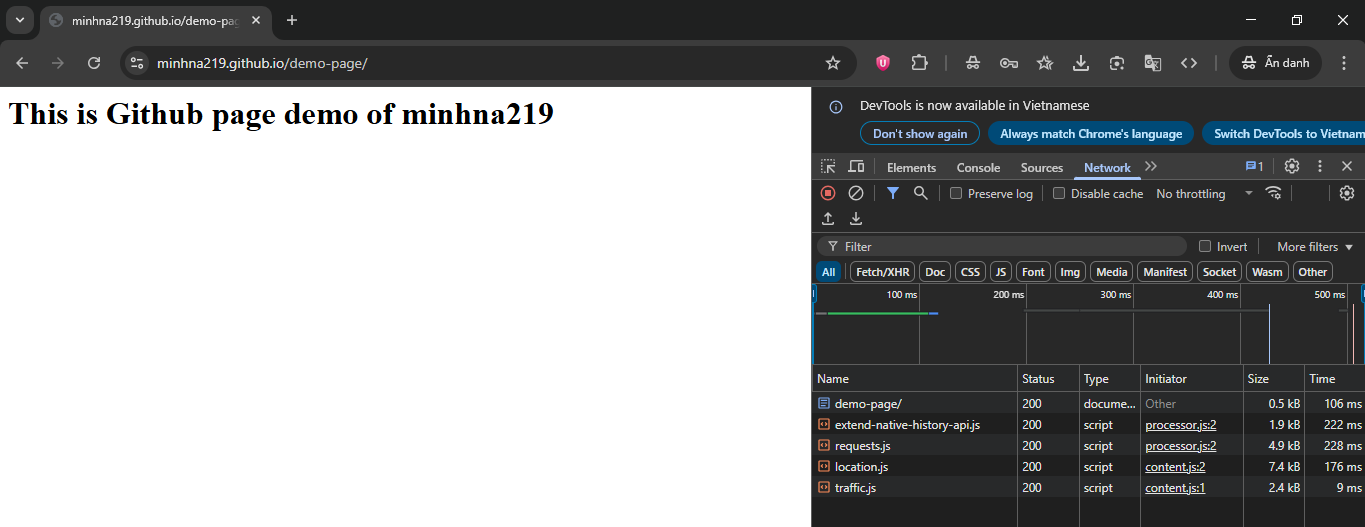 minhna219.github.io/demo-pag
minhna219.github.io/demo-page/
Ẩn danh
This is Github page demo of minhna219
DevTools is now available in Vietnamese
Don't show again
Always match Chrome's language
Switch DevTools to Vietnam
Elements
Console
Sources
Network
1
Preserve log
Disable cache
No throttling
Filter
Invert
More filters
All
Fetch/XHR
Doc
CSS
JS
Font
Img
Media
Manifest
Socket
Wasm
Other
100 ms
200 ms
300 ms
400 ms
500 ms
Name Status Type Initiator Size Time
demo-page/ 200 docume... Other 0.5 kB 106 ms
extend-native-history-api.js 200 script processor.js:2 1.9 kB 222 ms
requests.js 200 script processor.js:2 4.9 kB 228 ms
location.js 200 script content.js:2 7.4 kB 176 ms
traffic.js 200 script content.js:1 2.4 kB 9 ms